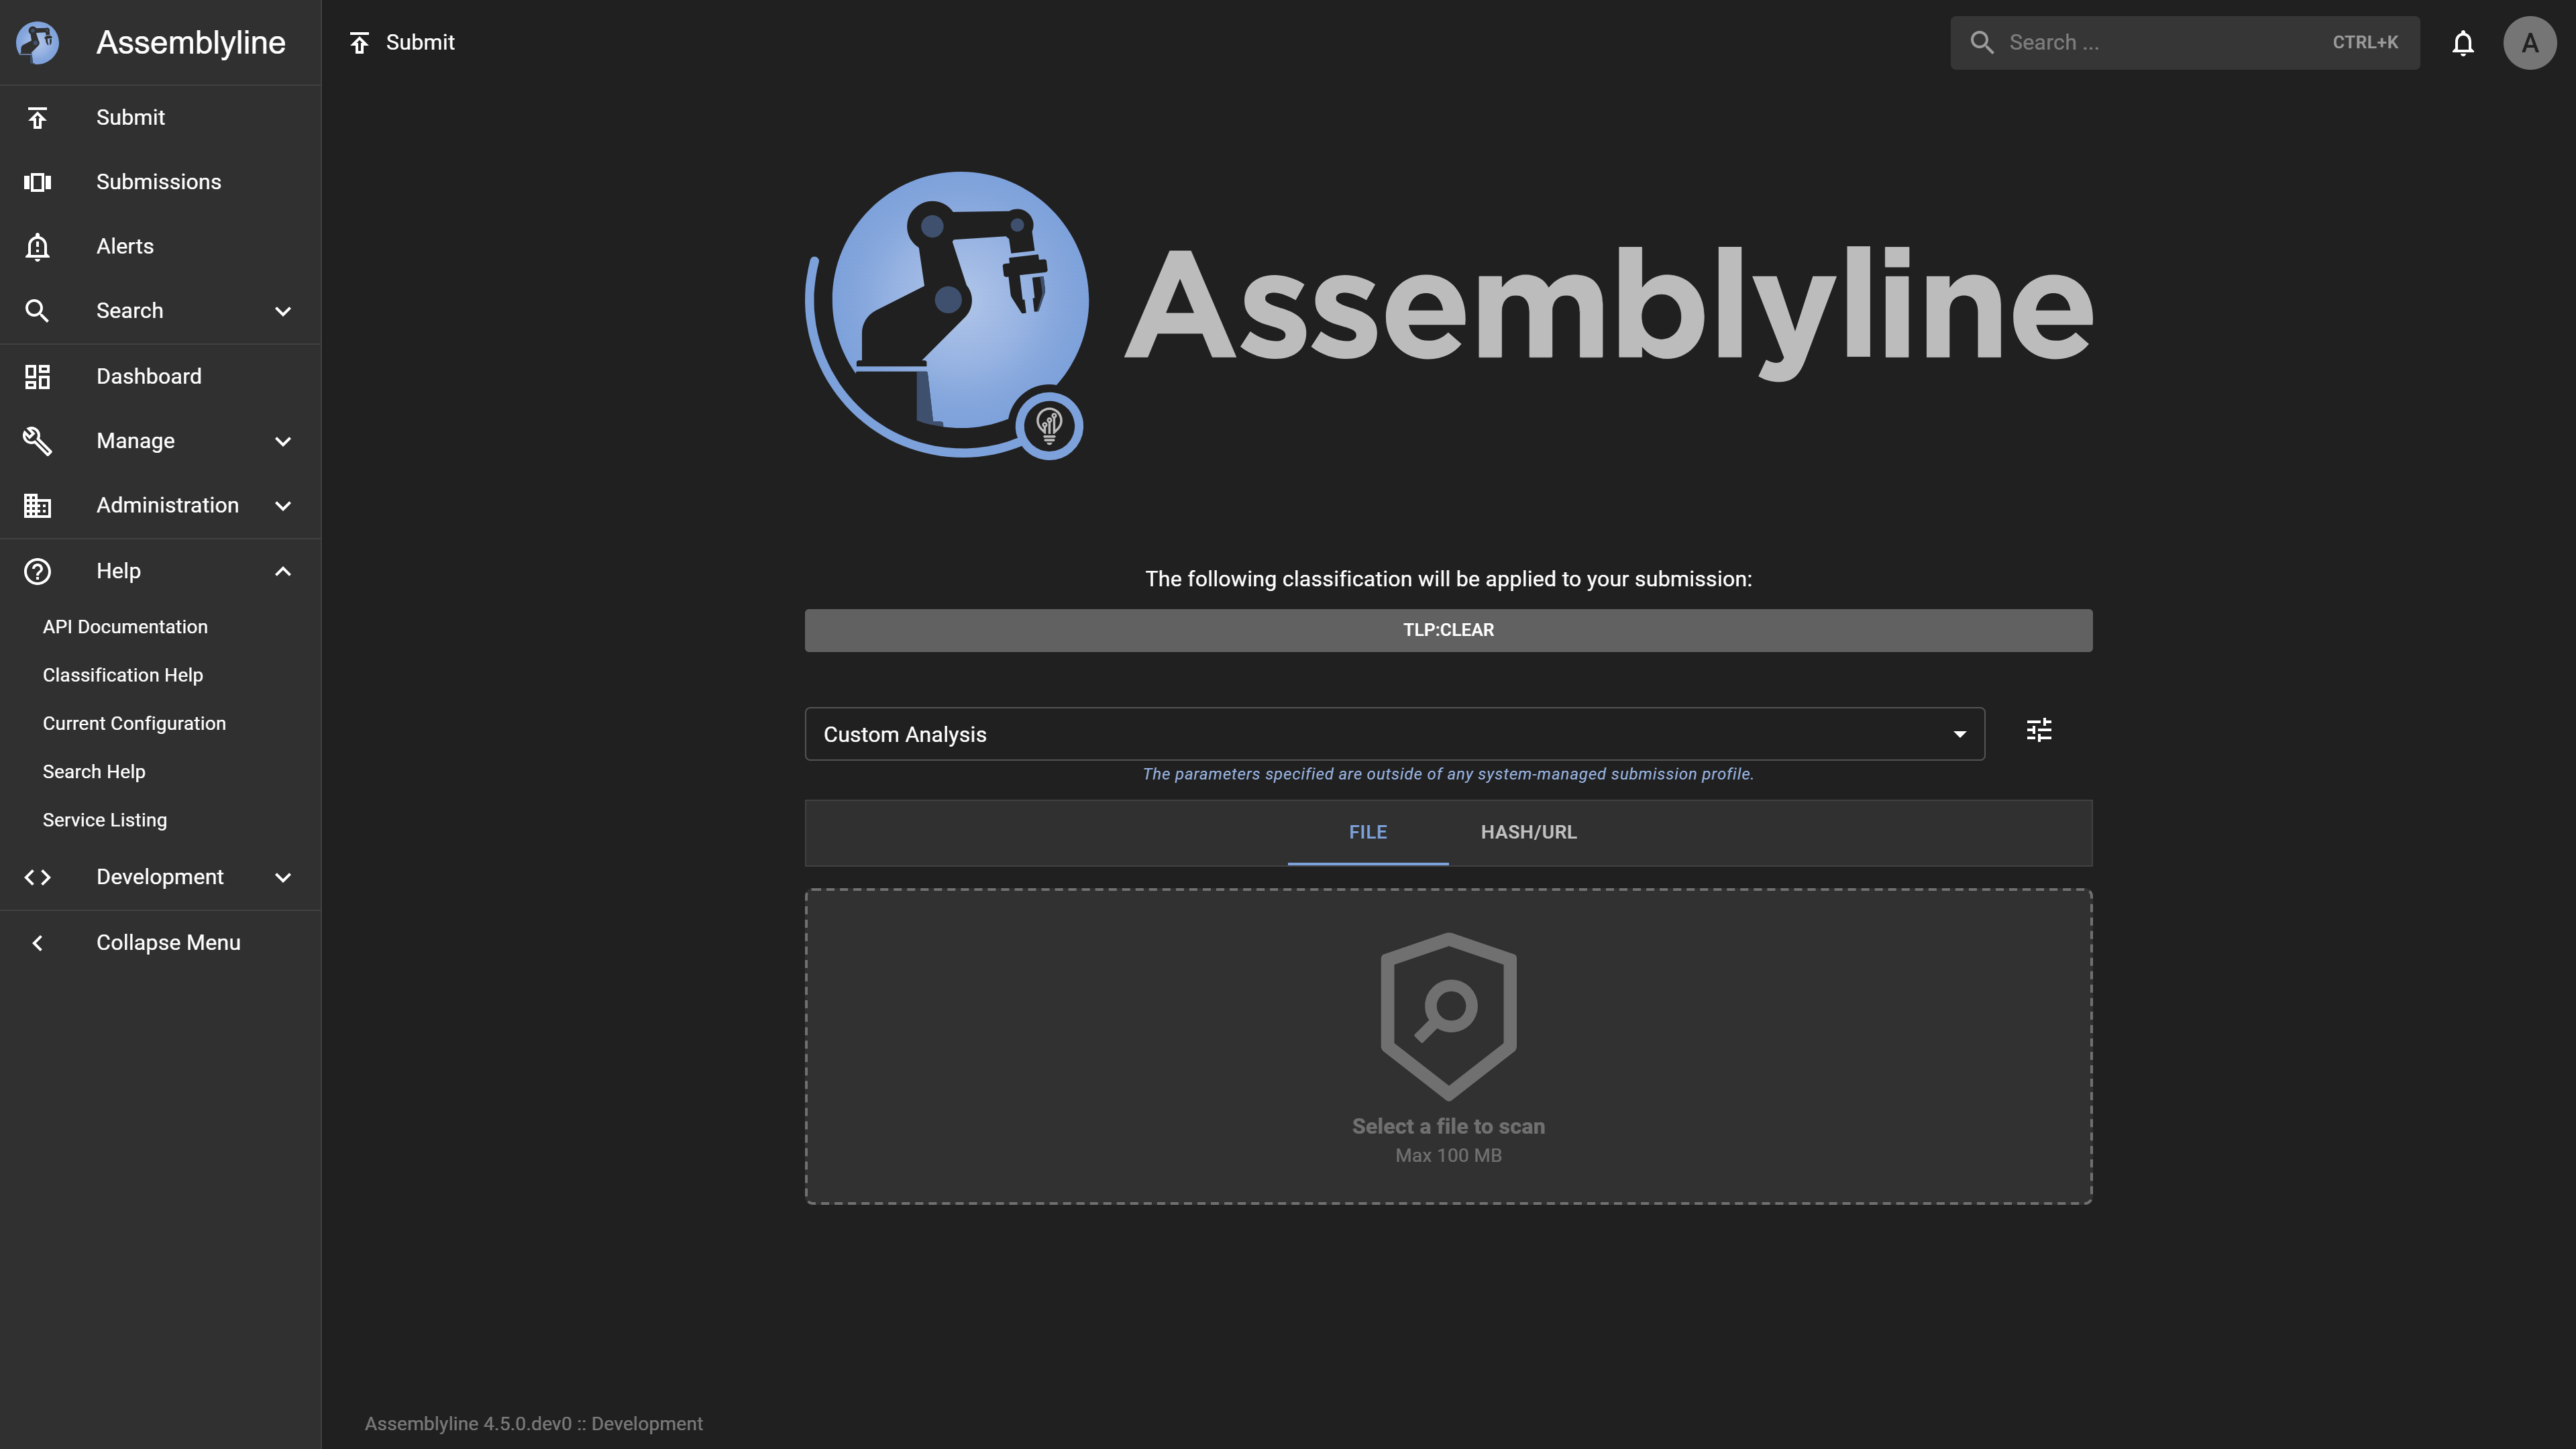 Assemblyline
Submit
Submissions
Alerts
Search
Dashboard
Manage
Administration
Help
API Documentation
Classification Help
Current Configuration
Search Help
Service Listing
Development
Collapse Menu
Submit
Search ...
CTRL+K
A
Assemblyline
The following classification will be applied to your submission:
TLP:CLEAR
Custom Analysis
The parameters specified are outside of any system-managed submission profile.
FILE
HASH/URL
Select a file to scan
Max 100 MB
Assemblyline 4.5.0.dev0 :: Development